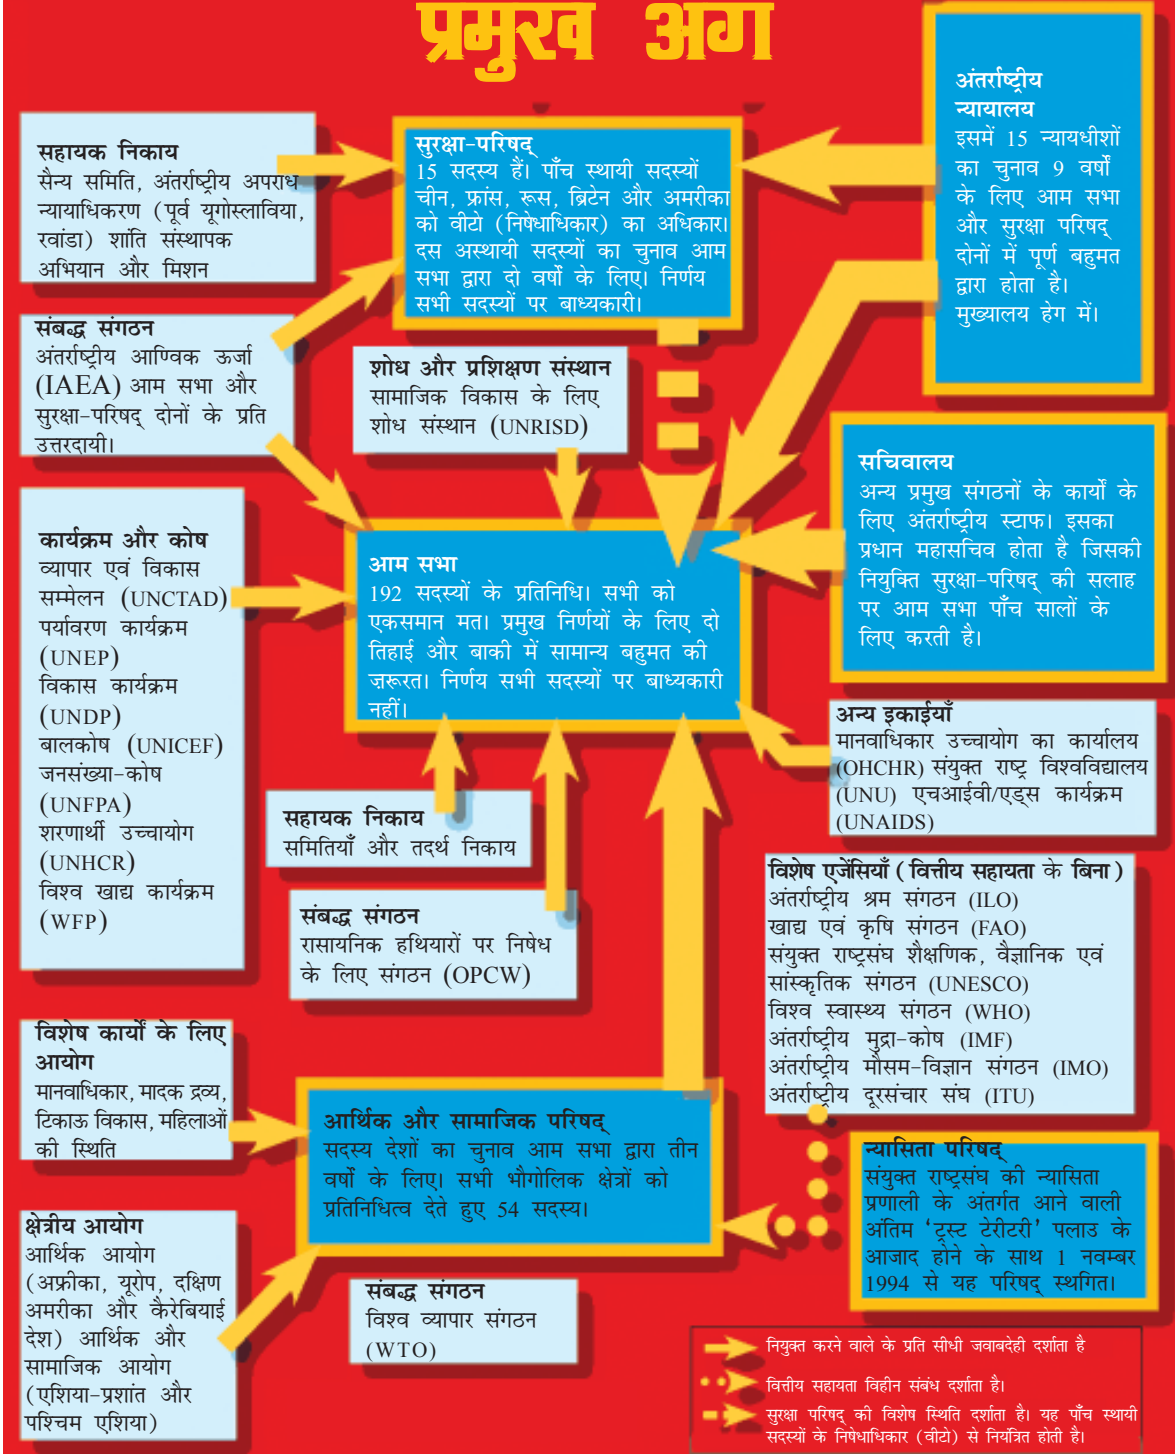 प्रमुख अंग
सहायक निकाय
सैन्य समिति, अंतर्राष्ट्रीय अपराध
न्यायाधिकरण (पूर्व यूगोस्लाविया,
रवांडा) शांति संस्थापक
अभियान और मिशन
सुरक्षा-परिषद्
15 सदस्य हैं। पाँच स्थायी सदस्यों
चीन, फ्रांस, रूस, ब्रिटेन और अमरीका
को वीटो (निषेधाधिकार) का अधिकार।
दस अस्थायी सदस्यों का चुनाव आम
सभा द्वारा दो वर्षों के लिए। निर्णय
सभी सदस्यों पर बाध्यकारी।
अंतर्राष्ट्रीय
न्यायालय
इसमें 15 न्यायधीशों
का चुनाव 9 वर्षों
के लिए आम सभा
और सुरक्षा परिषद्
दोनों में पूर्ण बहुमत
द्वारा होता है।
मुख्यालय हेग में।
संबद्ध संगठन
अंतर्राष्ट्रीय आण्विक ऊर्जा
(IAEA) आम सभा और
सुरक्षा-परिषद् दोनों के प्रति
उत्तरदायी।
शोध और प्रशिक्षण संस्थान
सामाजिक विकास के लिए
शोध संस्थान (UNRISD)
सचिवालय
अन्य प्रमुख संगठनों के कार्यों के
लिए अंतर्राष्ट्रीय स्टाफ। इसका
प्रधान महासचिव होता है जिसकी
नियुक्ति सुरक्षा-परिषद् की सलाह
पर आम सभा पाँच सालों के
लिए करती है।
कार्यक्रम और कोष
व्यापार एवं विकास
सम्मेलन (UNCTAD)
पर्यावरण कार्यक्रम
(UNEP)
विकास कार्यक्रम
(UNDP)
बालकोष (UNICEF)
जनसंख्या-कोष
(UNFPA)
शरणार्थी उच्चायोग
(UNHCR)
विश्व खाद्य कार्यक्रम
(WFP)
आम सभा
192 सदस्यों के प्रतिनिधि। सभी को
एकसमान मत। प्रमुख निर्णयों के लिए दो
तिहाई और बाकी में सामान्य बहुमत की
जरूरत। निर्णय सभी सदस्यों पर बाध्यकारी
नहीं।
अन्य इकाईयाँ
मानवाधिकार उच्चायोग का कार्यालय
(OHCHR) संयुक्त राष्ट्र विश्वविद्यालय
(UNU) एचआईवी/एड्स कार्यक्रम
(UNAIDS)
सहायक निकाय
समितियाँ और तदर्थ निकाय
संबद्ध संगठन
रासायनिक हथियारों पर निषेध
के लिए संगठन (OPCW)
विशेष एजेंसियाँ (वित्तीय सहायता के बिना)
अंतर्राष्ट्रीय श्रम संगठन (ILO)
खाद्य एवं कृषि संगठन (FAO)
संयुक्त राष्ट्रसंघ शैक्षणिक, वैज्ञानिक एवं
सांस्कृतिक संगठन (UNESCO)
विश्व स्वास्थ्य संगठन (WHO)
अंतर्राष्ट्रीय मुद्रा-कोष (IMF)
अंतर्राष्ट्रीय मौसम-विज्ञान संगठन (IMO)
अंतर्राष्ट्रीय दूरसंचार संघ (ITU)
विशेष कार्यों के लिए
आयोग
मानवाधिकार, मादक द्रव्य,
टिकाऊ विकास, महिलाओं
की स्थिति
आर्थिक और सामाजिक परिषद्
सदस्य देशों का चुनाव आम सभा द्वारा तीन
वर्षों के लिए। सभी भौगोलिक क्षेत्रों को
प्रतिनिधित्व देते हुए 54 सदस्य।
न्यासिता परिषद्
संयुक्त राष्ट्रसंघ की न्यासिता
प्रणाली के अंतर्गत आने वाली
अंतिम ‘ट्रस्ट टेरीटरी’ पलाउ के
आजाद होने के साथ 1 नवम्बर
1994 से यह परिषद् स्थगित।
क्षेत्रीय आयोग
आर्थिक आयोग
(अफ्रीका, यूरोप, दक्षिण
अमरीका और कैरेबियाई
देश) आर्थिक और
सामाजिक आयोग
(एशिया-प्रशांत और
पश्चिम एशिया)
संबद्ध संगठन
विश्व व्यापार संगठन
(WTO)
नियुक्त करने वाले के प्रति सीधी जवाबदेही दर्शाता है
वित्तीय सहायता विहीन संबंध दर्शाता है।
सुरक्षा परिषद् की विशेष स्थिति दर्शाता है। यह पाँच स्थायी
सदस्यों के निषेधाधिकार (वीटो) से नियंत्रित होती है।